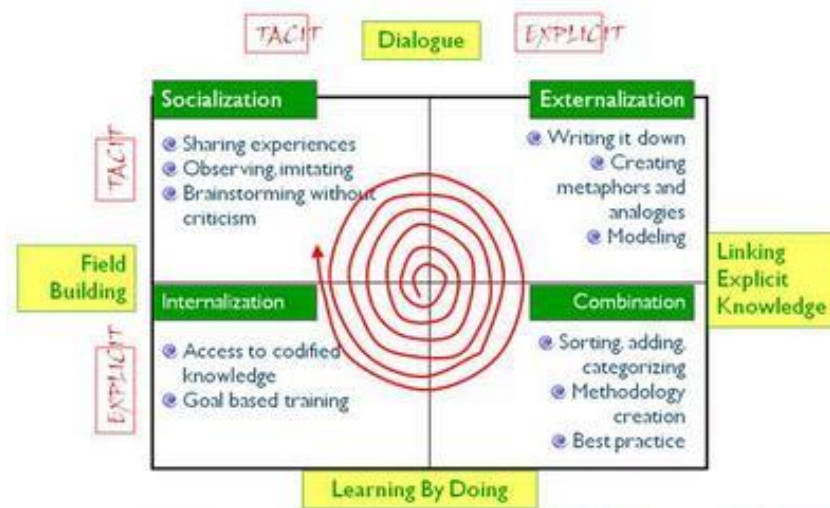 TACIT
Dialogue
EXPLICIT
Socialization
Externalization
TACIT
Sharing experiences
Observing, imitating
Brainstorming without
criticism
Writing it down
Creating
metaphors and
analogies
Modeling
Field
Building
Linking
Explicit
Knowledge
Internalization
Combination
EXPLICIT
Access to codified
knowledge
Goal based training
Sorting, adding,
categorizing
Methodology
creation
Best practice
Learning By Doing